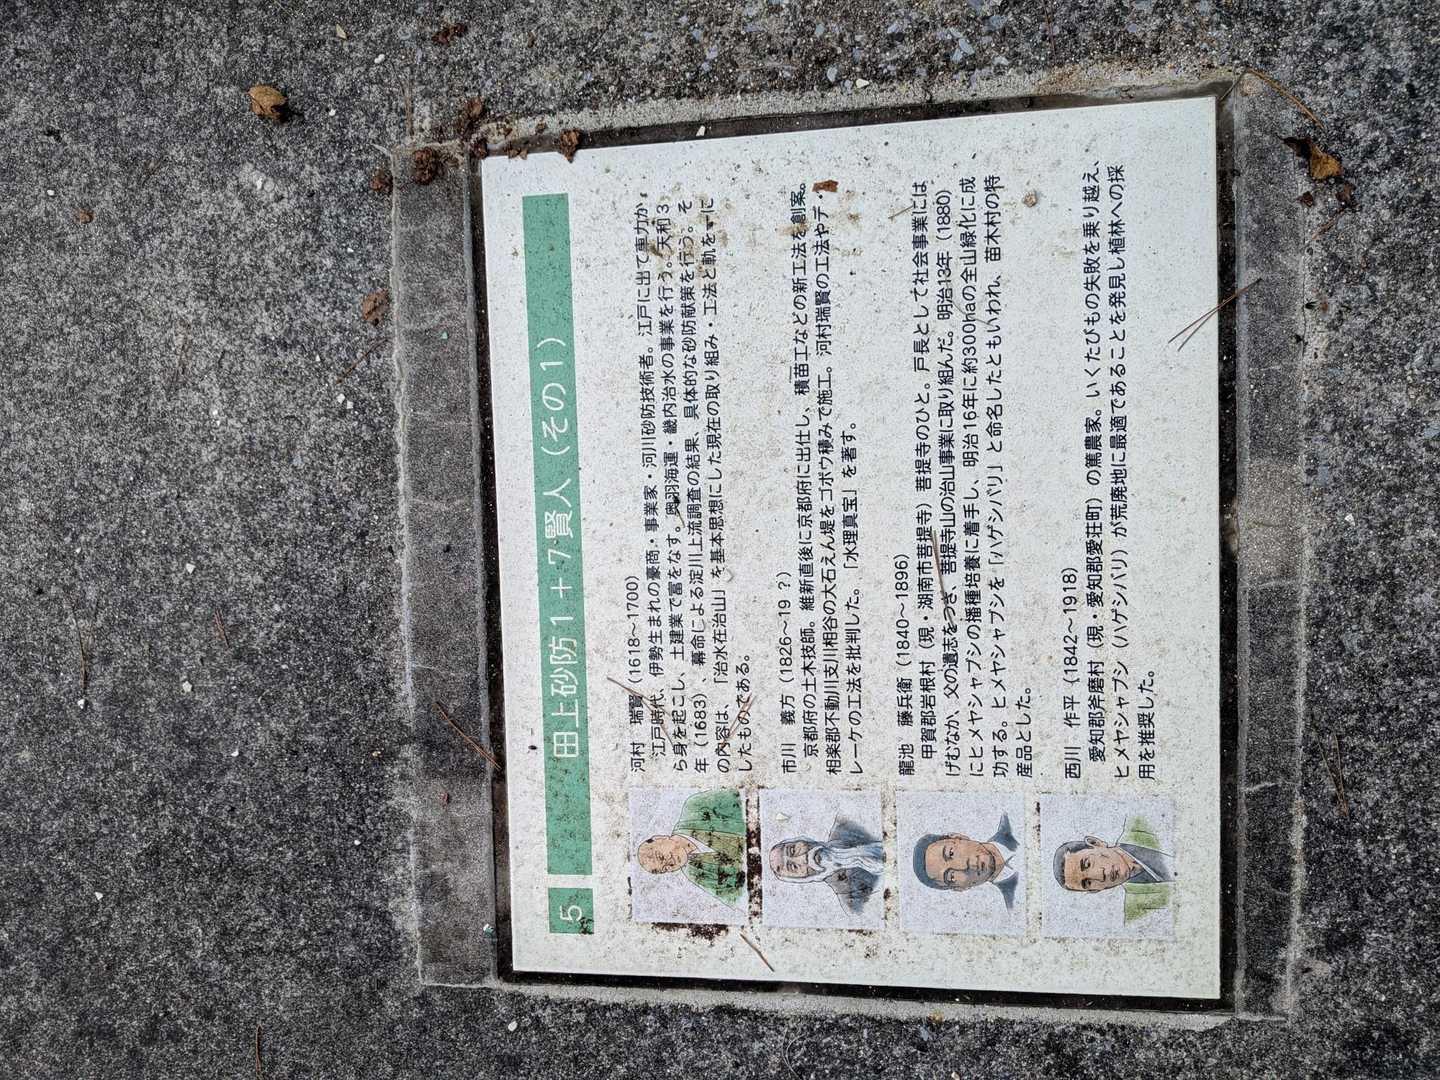 5 田上砂防1+7賢人（その1）
河村 瑞賢（1618～1700）
江戸時代、伊勢生まれの豪商・事業家・河川砂防技術者。江戸に出て車力か
ら身を起こし、土建業で富をなす。奥羽海運・畿内治水の事業を行う。天和3
年（1683）、幕命による淀川上流調査の結果、具体的な砂防献策を行う。そ
の内容は、「治水在治山」を基本思想にした現在の取り組み・工法と軌を一に
したものである。
市川 義方（1826～19？）
京都府の土木技師。維新直後に京都府に出仕し、積苗工などの新工法を創案。
相楽郡不動川支川相谷の大石えん堤をゴボウ積みで施工。河村瑞賢の工法やデ・
レーケの工法を批判した。「水理真宝」を著す。
龍池 藤兵衛（1840～1896）
甲賀郡岩根村（現・湖南市菩提寺）菩提寺のひと。戸長として社会事業にはげ
むなか、父の遺志をつぎ、菩提寺山の治山事業に取り組んだ。明治13年（1880）
にヒメヤシャブシの播種培養に着手し、明治16年に約300haの全山緑化に成
功する。ヒメヤシャブシを「ハゲシバリ」と命名したともいわれ、苗木村の特
産品とした。
西川 作平（1842～1918）
愛知郡斧磨村（現・愛知郡愛荘町）の篤農家。いくたびもの失敗を乗り越え、
ヒメヤシャブシ（ハゲシバリ）が荒廃地に最適であることを発見し植林への採
用を推奨した。